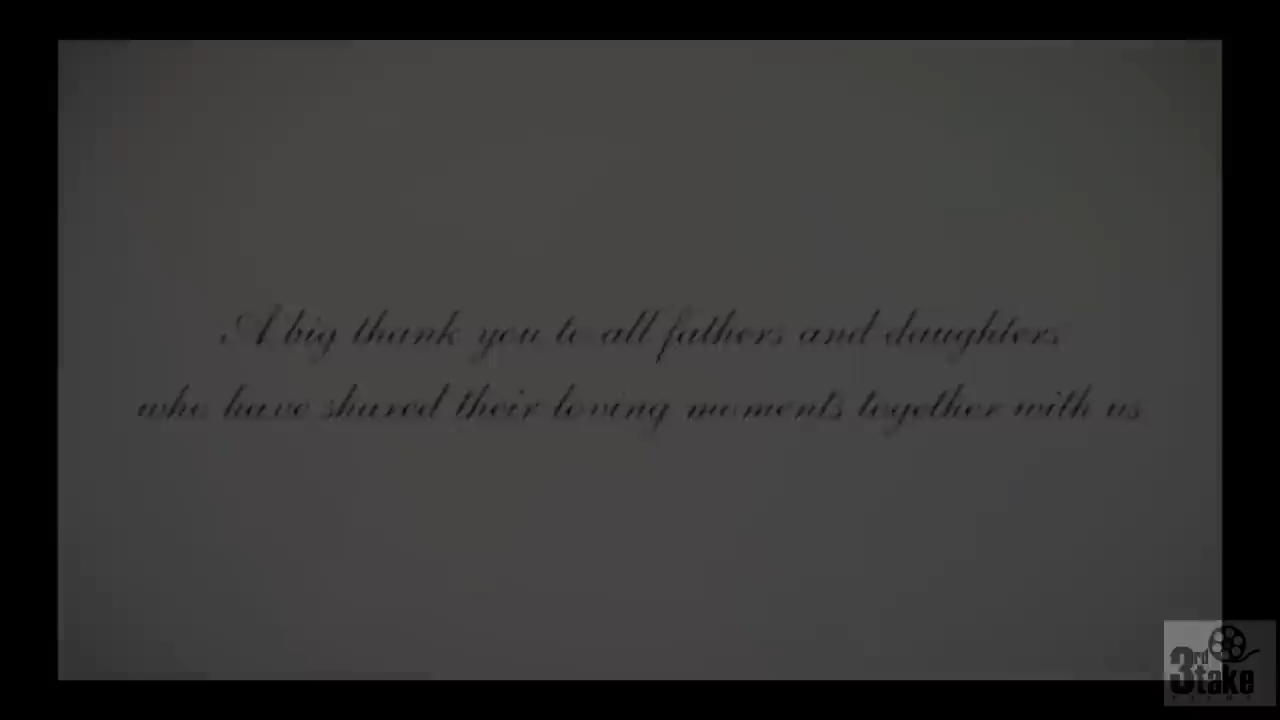 A big thank you to all fathers and daughters
who have shared their loving moments together with us
3rd
take
FILMS